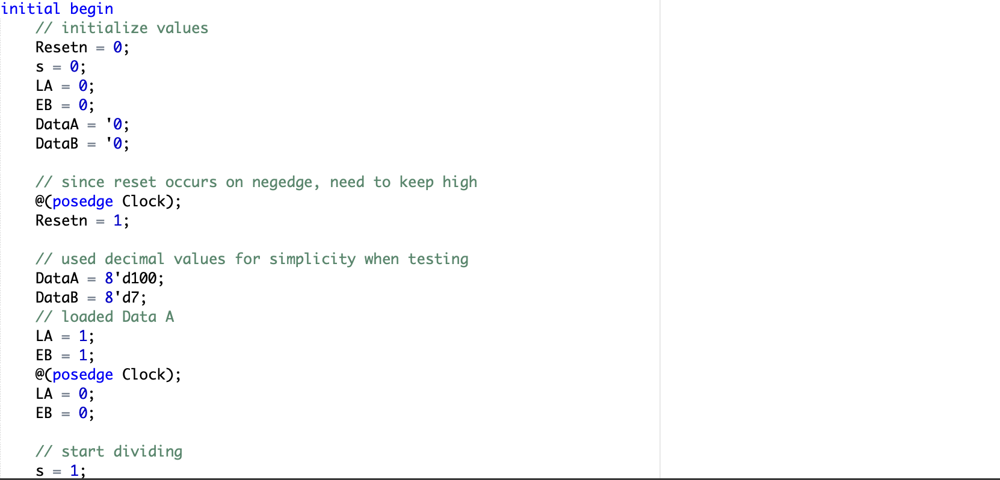 initial begin
    // initialize values
    Resetn = 0;
    s = 0;
    LA = 0;
    EB = 0;
    DataA = '0;
    DataB = '0;

    // since reset occurs on negedge, need to keep high
    @(posedge Clock);
    Resetn = 1;

    // used decimal values for simplicity when testing
    DataA = 8'd100;
    DataB = 8'd7;
    // loaded Data A
    LA = 1;
    EB = 1;
    @(posedge Clock);
    LA = 0;
    EB = 0;

    // start dividing
    s = 1;